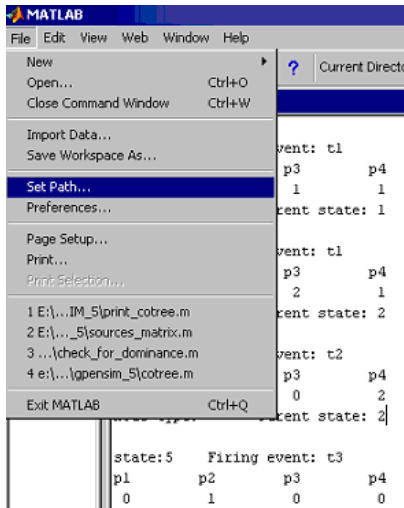 MATLAB
File Edit View Web Window Help
? Current Directo
New
Open... Ctrl+O
Close Command Window Ctrl+W
Import Data...
Save Workspace As...
Set Path...
Preferences...
Page Setup...
Print...
Print Selection...
1 E:\...IM_5\print_cotree.m
2 E:\..._5\sources_matrix.m
3 ...\check_for_dominance.m
4 e:\...\gpensim_5\cotree.m
Exit MATLAB Ctrl+Q
vent: t1
p3 p4
1 1
rent state: 1
vent: t1
p3 p4
2 1
rent state: 2
vent: t2
p3 p4
0 2
rent state: 2
state:5 Firing event: t3
p1 p2 p3 p4
0 1 0 0